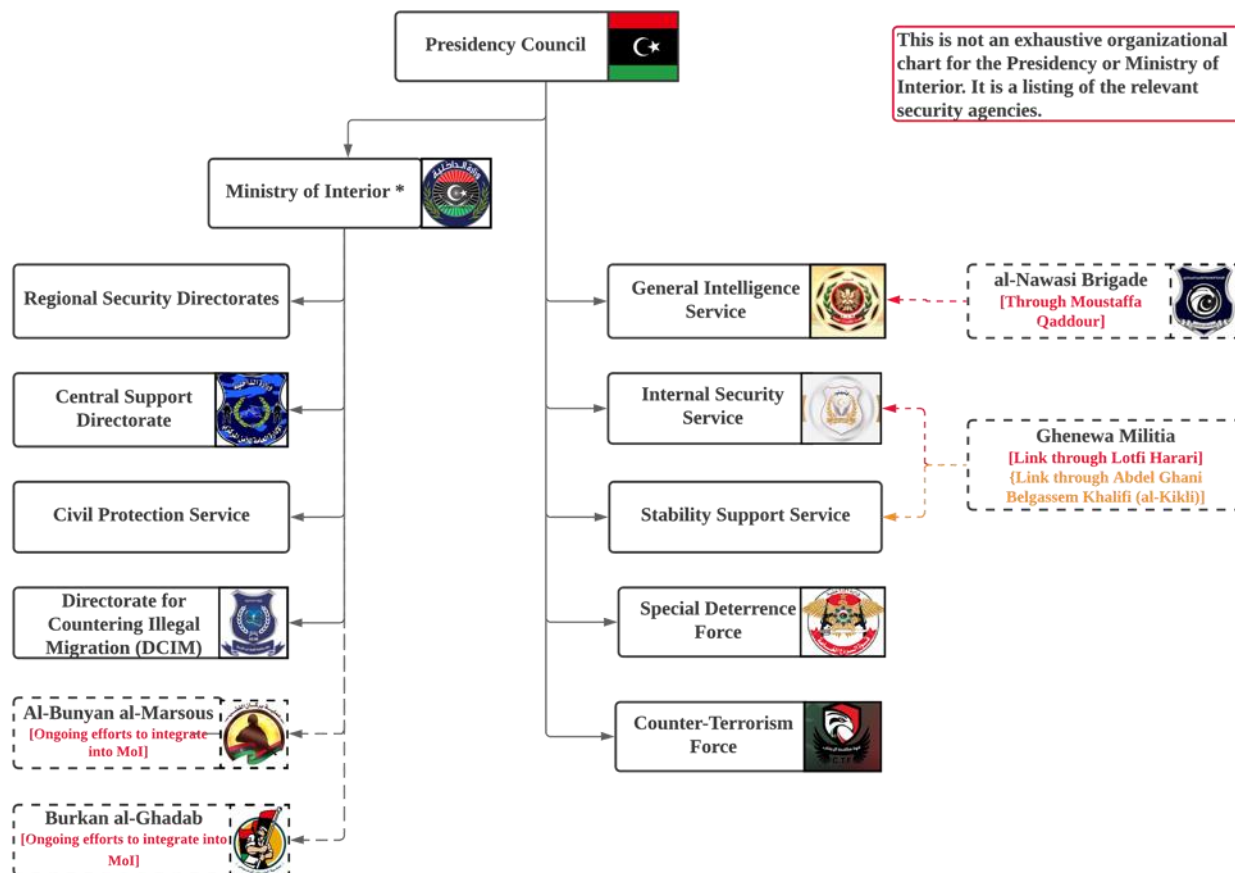 Presidency Council
This is not an exhaustive organizational
chart for the Presidency or Ministry of
Interior. It is a listing of the relevant
security agencies.
Ministry of Interior *
وزارة الداخلية
Regional Security Directorates
General Intelligence
Service
al-Nawasi Brigade
[Through Moustaffa
Qaddour]
Central Support
Directorate
Internal Security
Service
Ghenewa Militia
[Link through Lotfi Harari]
{Link through Abdel Ghani
Belgassem Khalifi (al-Kikli)]
Civil Protection Service
Stability Support Service
Directorate for
Countering Illegal
Migration (DCIM)
Special Deterrence
Force
Al-Bunyan al-Marsous
[Ongoing efforts to integrate
into MoI]
Counter-Terrorism
Force
C.T.F
Burkan al-Ghadab
[Ongoing efforts to integrate into
MoI]